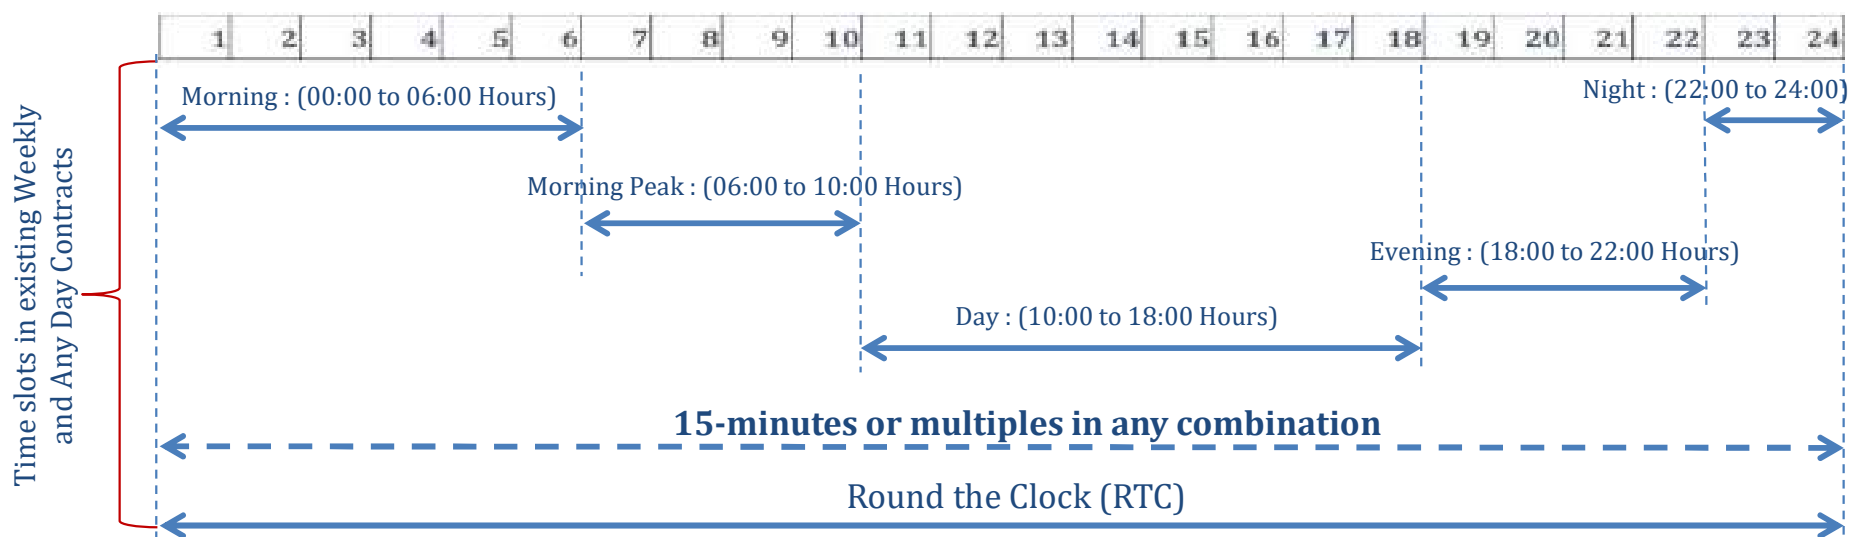 1 2 3 4 5 6 7 8 9 10 11 12 13 14 15 16 17 18 19 20 21 22 23 24
Time slots in existing Weekly
and Any Day Contracts
Morning : (00:00 to 06:00 Hours)
Night : (22:00 to 24:00)
Morning Peak : (06:00 to 10:00 Hours)
Evening : (18:00 to 22:00 Hours)
Day : (10:00 to 18:00 Hours)
15-minutes or multiples in any combination
Round the Clock (RTC)